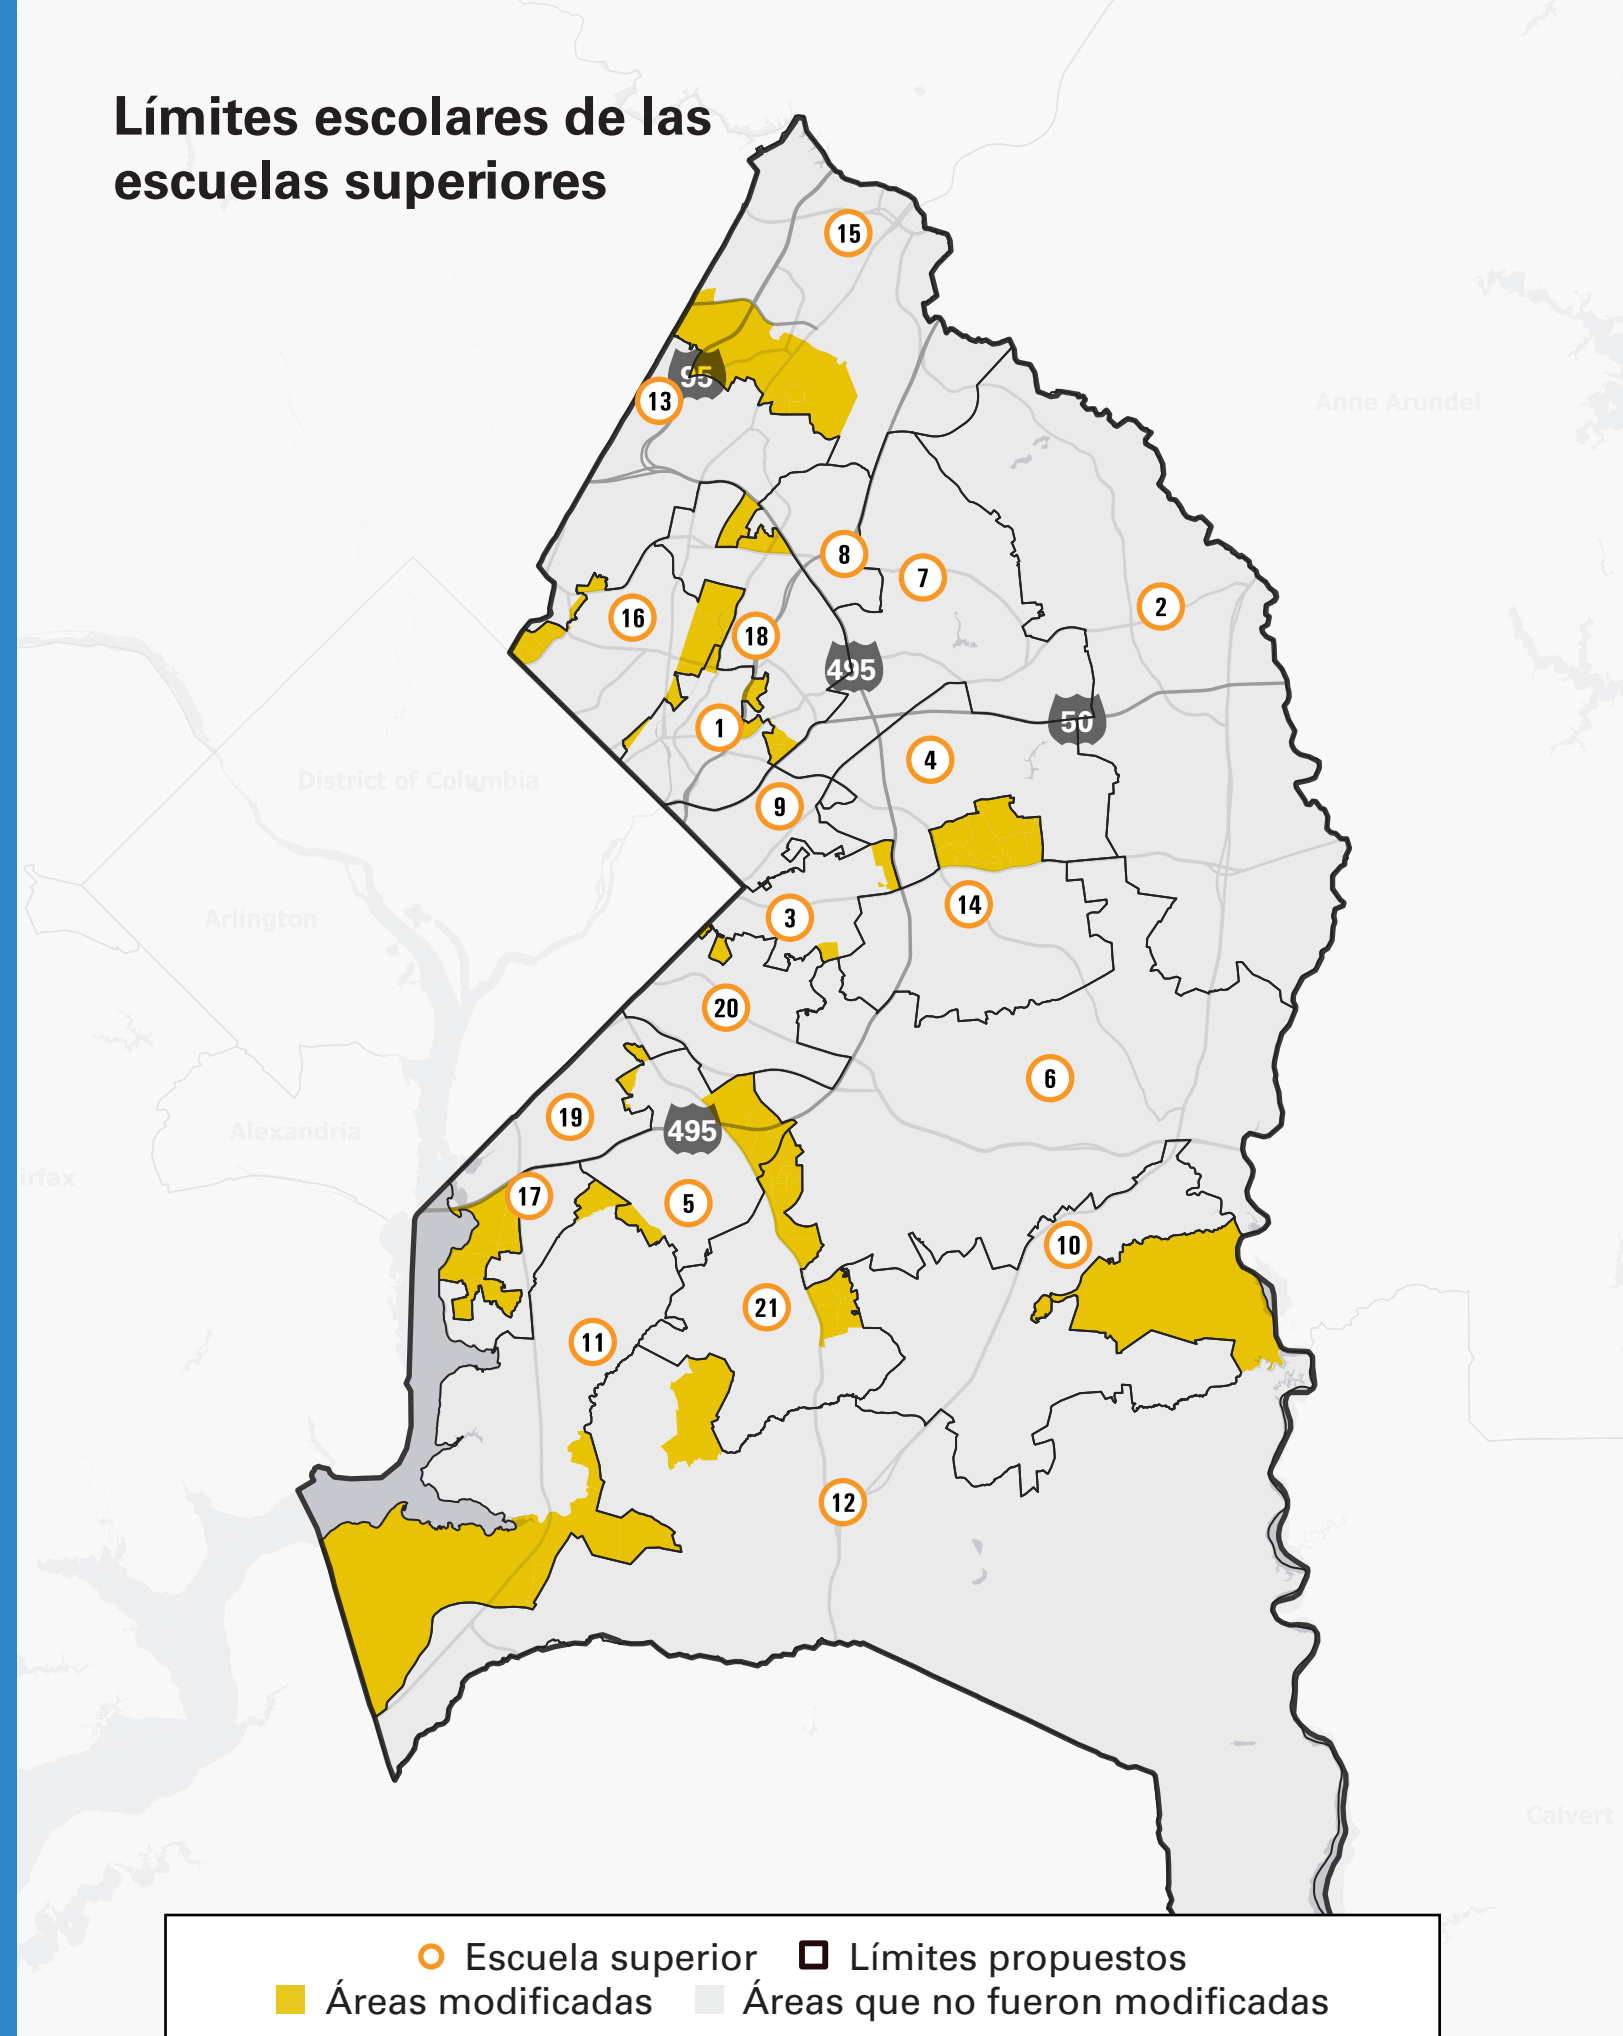 Límites escolares de las
escuelas superiores
15
95
13
Anne Arundel
8
7
2
16
18
495
1
50
4
District of Columbia
9
Arlington
3
14
20
6
19
Alexandria
495
irfax
17
5
10
21
11
12
Calvert
Escuela superior
Límites propuestos
Áreas modificadas
Áreas que no fueron modificadas